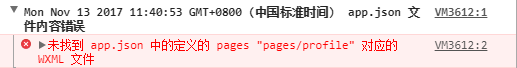 Mon Nov 13 2017 11:40:53 GMT+0800 (中国标准时间) app.json 文 VM3612:1
件内容错误
未找到 app.json 中的定义的 pages "pages/profile" 对应的 VM3612:2
WXML 文件